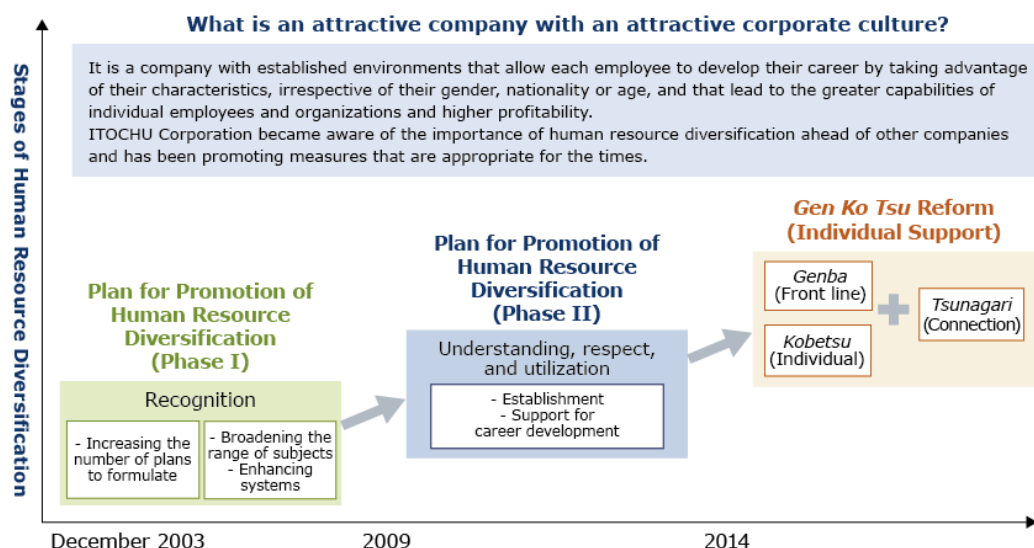 What is an attractive company with an attractive corporate culture?
It is a company with established environments that allow each employee to develop their career by taking advantage
of their characteristics, irrespective of their gender, nationality or age, and that lead to the greater capabilities of
individual employees and organizations and higher profitability.
ITOCHU Corporation became aware of the importance of human resource diversification ahead of other companies
and has been promoting measures that are appropriate for the times.
Stages of Human Resource Diversification
Plan for Promotion of
Human Resource
Diversification
(Phase I)
Recognition
- Increasing the
number of plans
to formulate
- Broadening the
range of subjects
- Enhancing
systems
Plan for Promotion of
Human Resource
Diversification
(Phase II)
Understanding, respect,
and utilization
- Establishment
- Support for
career development
Gen Ko Tsu Reform
(Individual Support)
Genba
(Front line)
Kobetsu
(Individual)
Tsunagari
(Connection)
December 2003
2009
2014